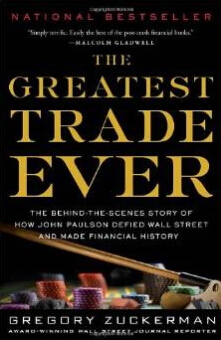 NATIONAL BESTSELLER
"Simply terrific. Easily the best of the post-crash financial books."
—MALCOLM GLADWELL
THE
GREATEST
TRADE
EVER
THE BEHIND-THE-SCENES STORY OF
HOW JOHN PAULSON DEFIED WALL STREET
AND MADE FINANCIAL HISTORY
GREGORY ZUCKERMAN
AWARD-WINNING WALL STREET JOURNAL REPORTER